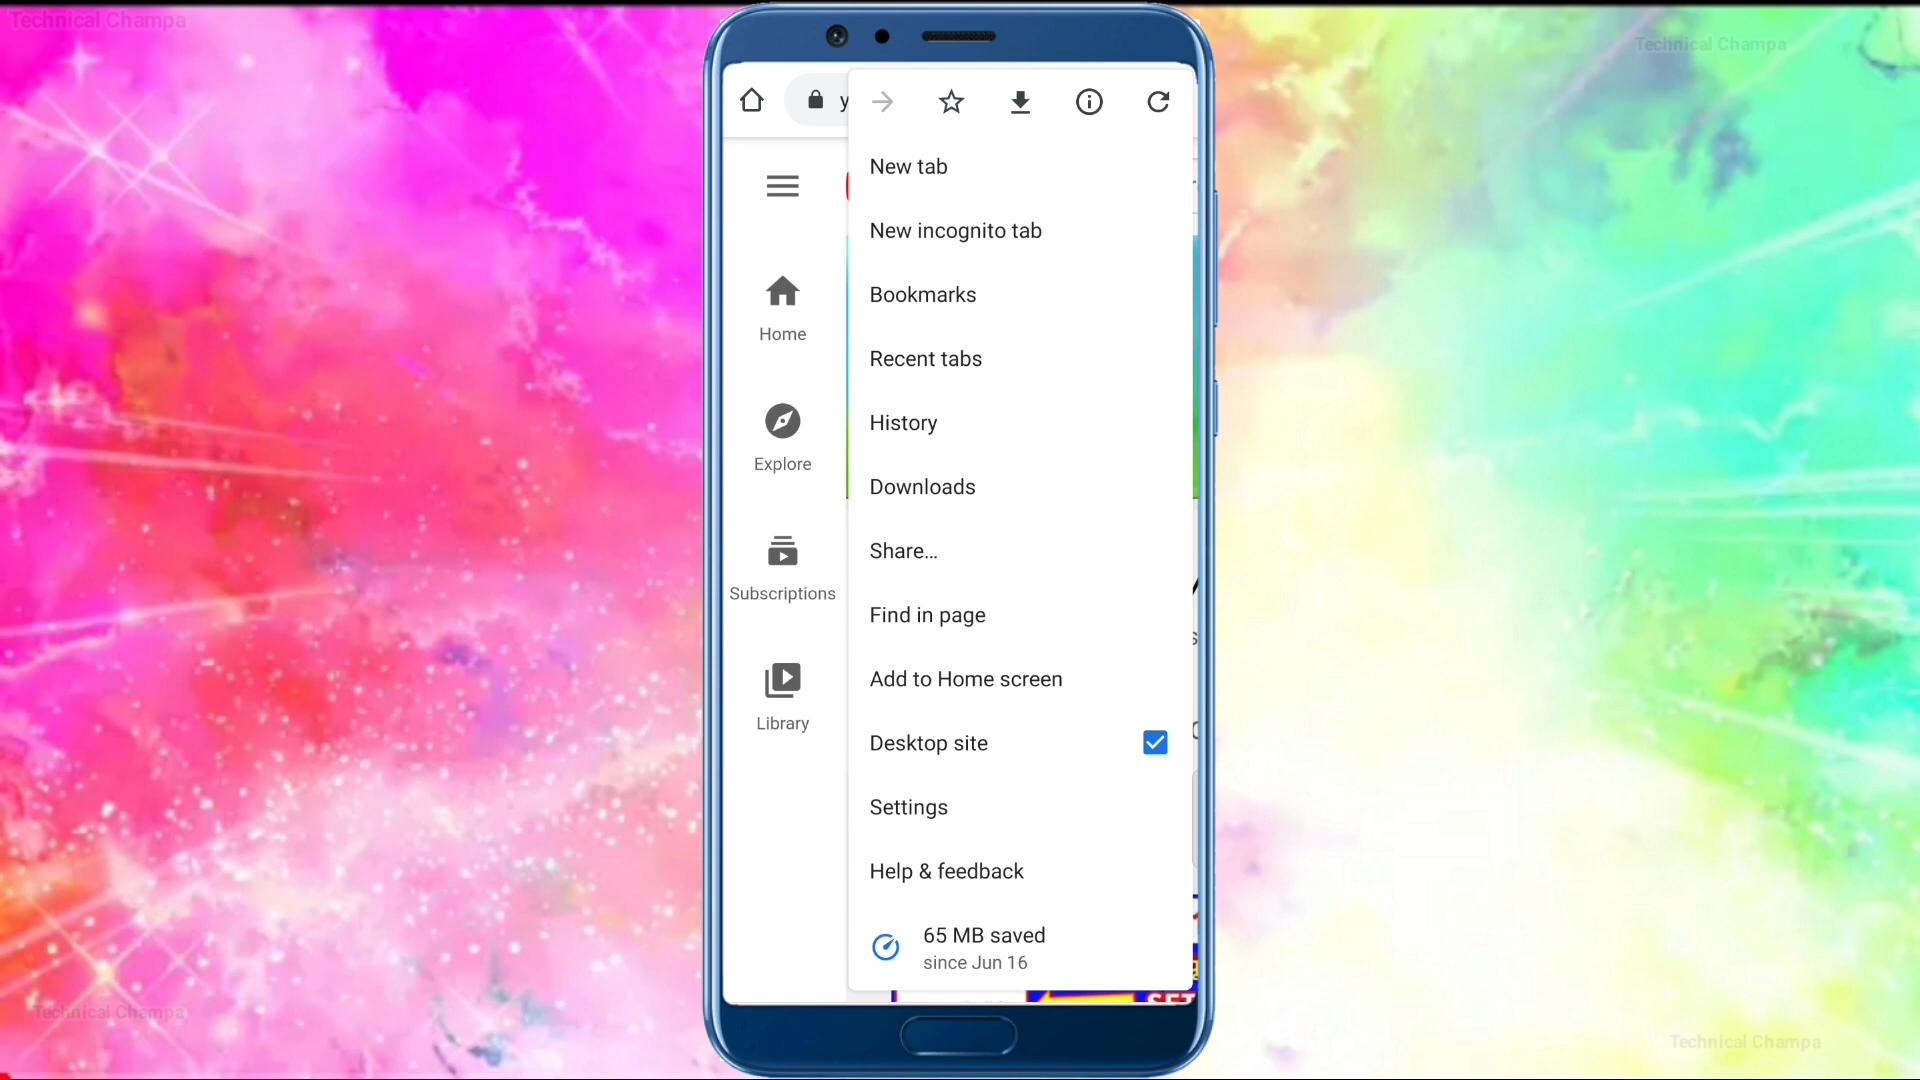 Technical Champa
Technical Champa
y
New tab
New incognito tab
Bookmarks
Recent tabs
History
Downloads
Share...
Find in page
Add to Home screen
Desktop site
Settings
Help & feedback
65 MB saved
since Jun 16
Home
Explore
Subscriptions
Library
SET
Technical Champa
Technical Champa